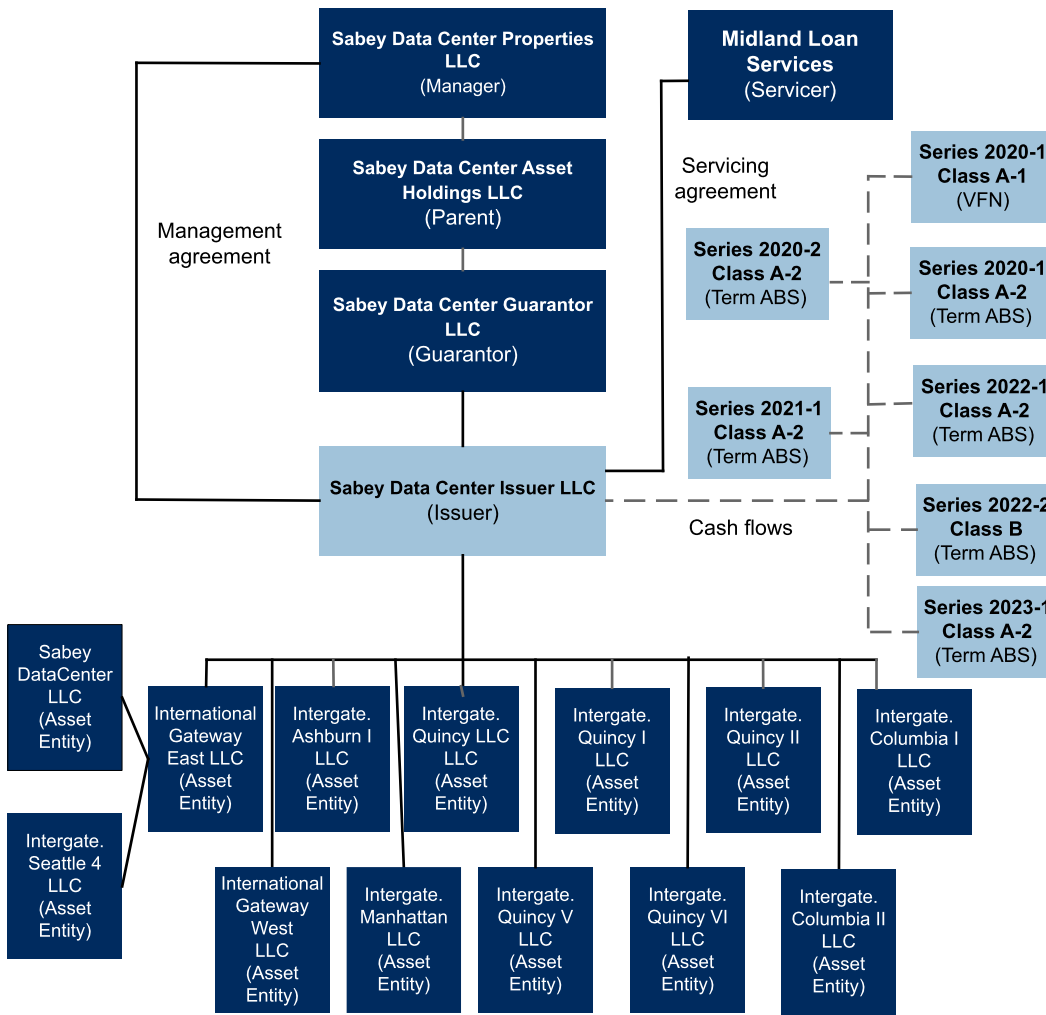 Sabey Data Center Properties
LLC
(Manager)
Midland Loan
Services
(Servicer)
Sabey Data Center Asset
Holdings LLC
(Parent)
Servicing
agreement
Series 2020-1
Class A-1
(VFN)
Management
agreement
Series 2020-2
Class A-2
(Term ABS)
Series 2020-1
Class A-2
(Term ABS)
Sabey Data Center Guarantor
LLC
(Guarantor)
Series 2021-1
Class A-2
(Term ABS)
Series 2022-1
Class A-2
(Term ABS)
Sabey Data Center Issuer LLC
(Issuer)
Cash flows
Series 2022-2
Class B
(Term ABS)
Series 2023-1
Class A-2
(Term ABS)
Sabey
DataCenter
LLC
(Asset
Entity)
Intergate.
Seattle 4
LLC
(Asset
Entity)
International
Gateway
East LLC
(Asset
Entity)
Intergate.
Ashburn I
LLC
(Asset
Entity)
Intergate.
Quincy LLC
LLC
(Asset
Entity)
Intergate.
Quincy I
LLC
(Asset
Entity)
Intergate.
Quincy II
LLC
(Asset
Entity)
Intergate.
Columbia I
LLC
(Asset
Entity)
International
Gateway
West
LLC
(Asset
Entity)
Intergate.
Manhattan
LLC
(Asset
Entity)
Intergate.
Quincy V
LLC
(Asset
Entity)
Intergate.
Quincy VI
LLC
(Asset
Entity)
Intergate.
Columbia II
LLC
(Asset
Entity)